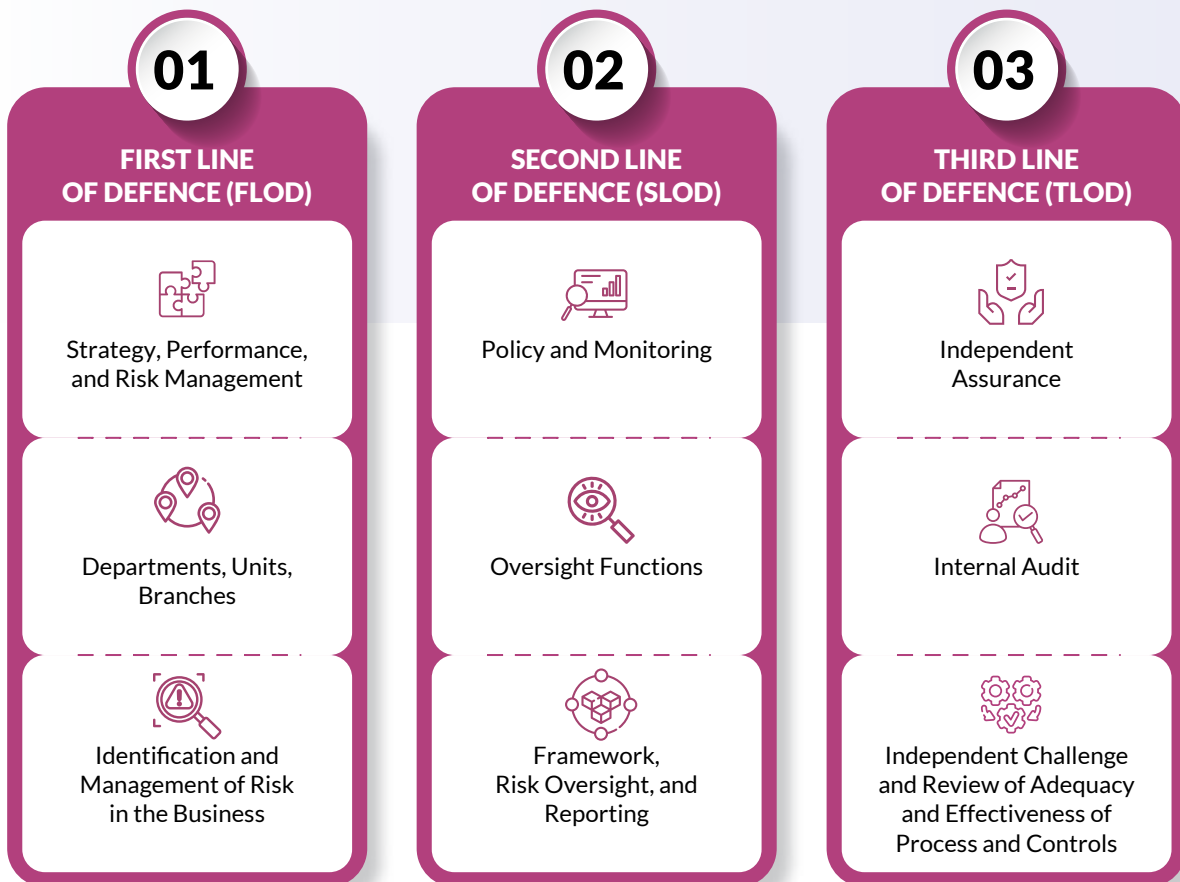 01
FIRST LINE
OF DEFENCE (FLOD)
Strategy, Performance,
and Risk Management
Departments, Units,
Branches
Identification and
Management of Risk
in the Business
02
SECOND LINE
OF DEFENCE (SLOD)
Policy and Monitoring
Oversight Functions
Framework,
Risk Oversight, and
Reporting
03
THIRD LINE
OF DEFENCE (TLOD)
Independent
Assurance
Internal Audit
Independent Challenge
and Review of Adequacy
and Effectiveness of
Process and Controls